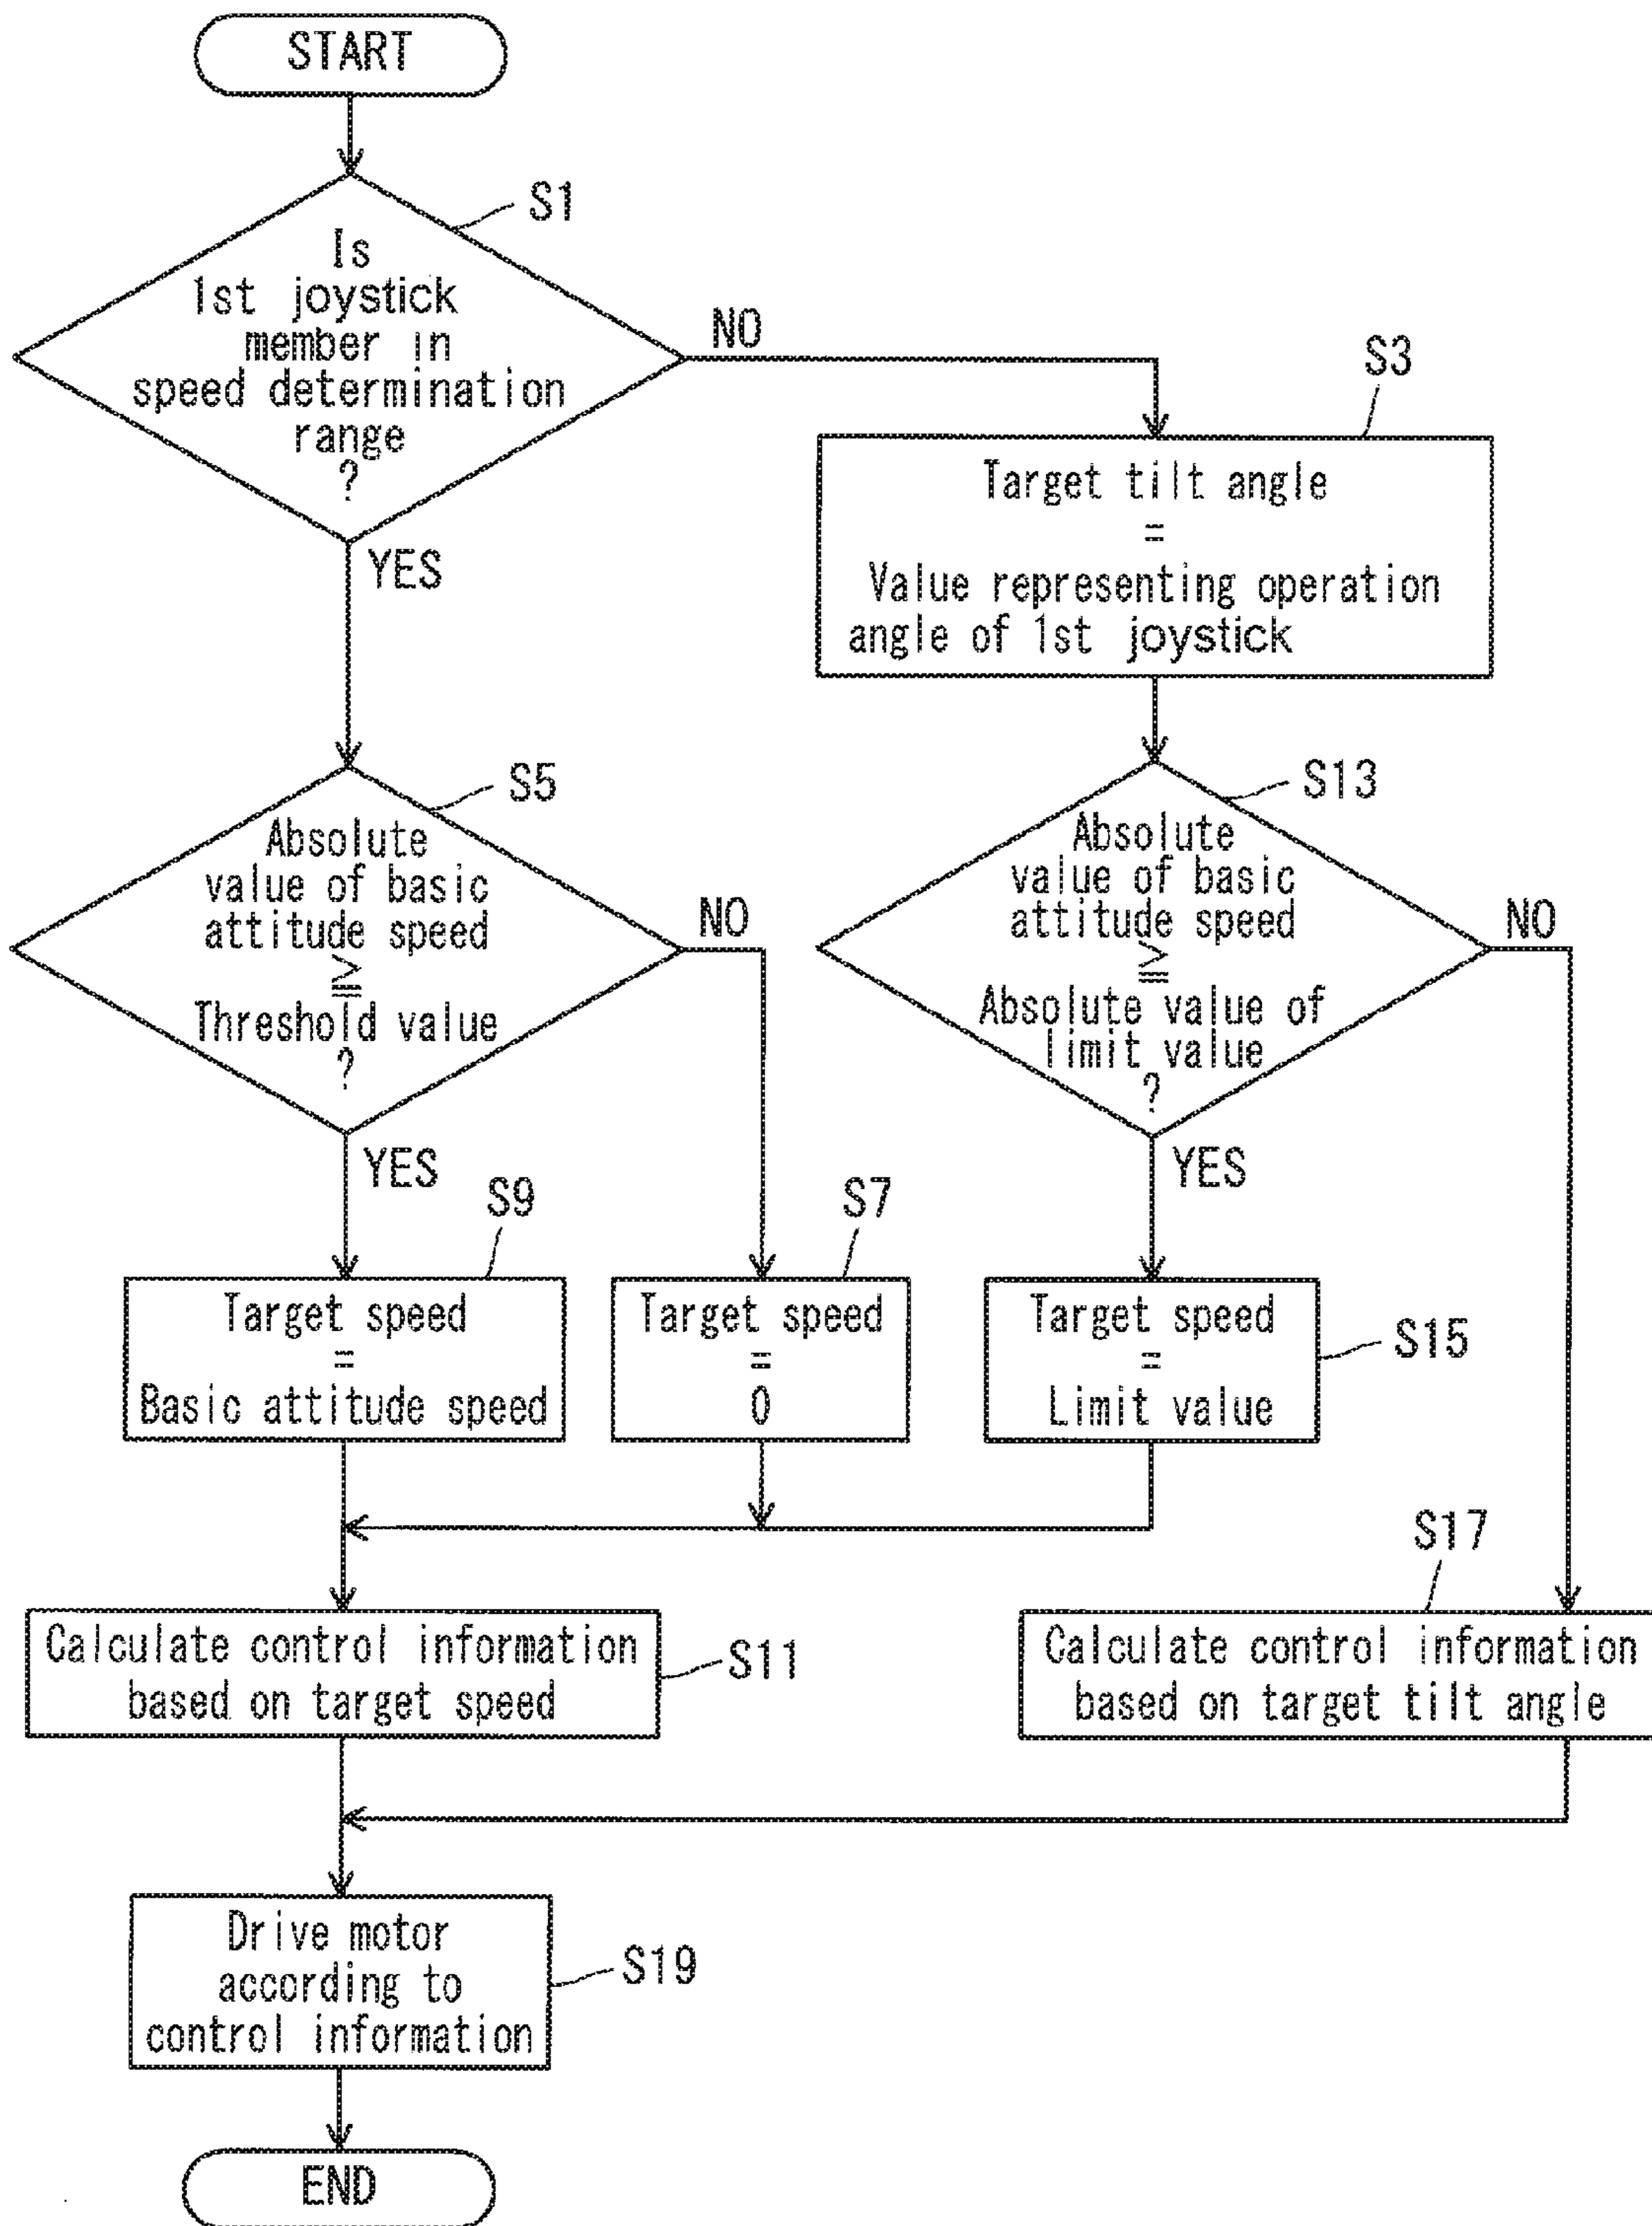 START
S1
Is
1st joystick
member in
speed determination
range
?
NO
YES
S3
Target tilt angle
=
Value representing operation
angle of 1st joystick
S5
Absolute
value of basic
attitude speed
≧
Threshold value
?
NO
YES
S13
Absolute
value of basic
attitude speed
≧
Absolute value of
limit value
?
NO
YES
S9
Target speed
=
Basic attitude speed
S7
Target speed
=
0
Target speed
=
Limit value
S15
Calculate control information
based on target speed
S11
S17
Calculate control information
based on target tilt angle
Drive motor
according to
control information
S19
END